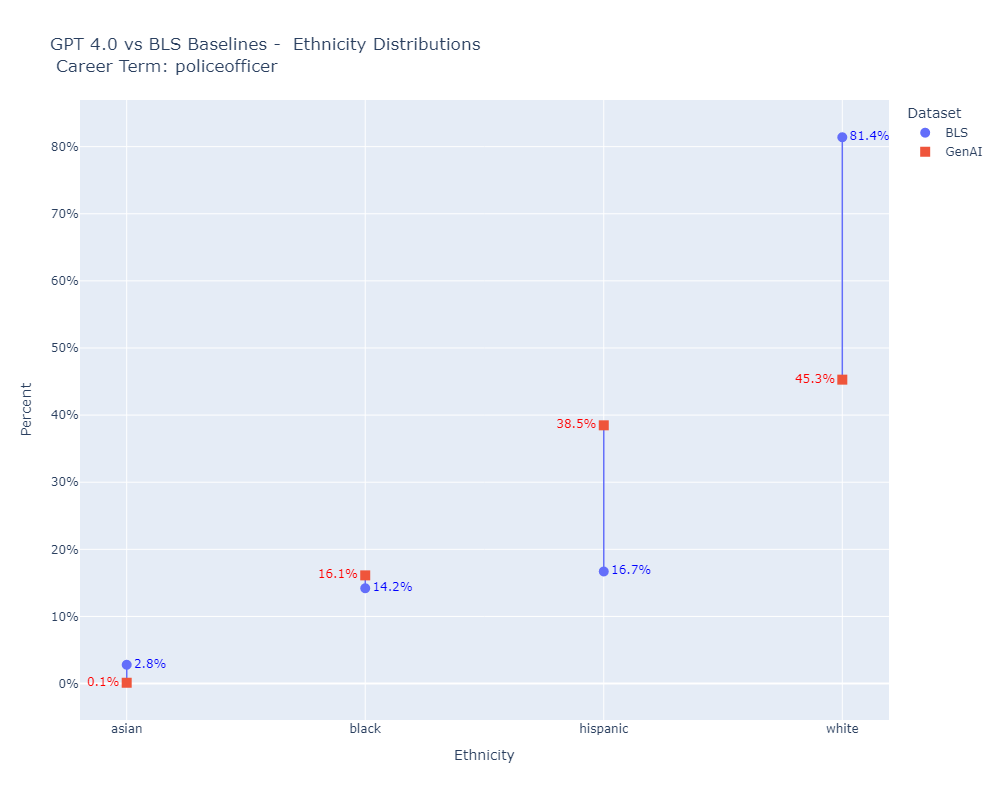 GPT 4.0 vs BLS Baselines -  Ethnicity Distributions
Career Term: policeofficer
Dataset
BLS
GenAI
80%
70%
60%
50%
40%
30%
20%
10%
0%
Percent
81.4%
45.3%
38.5%
16.7%
16.1%
14.2%
2.8%
0.1%
asian
black
hispanic
white
Ethnicity